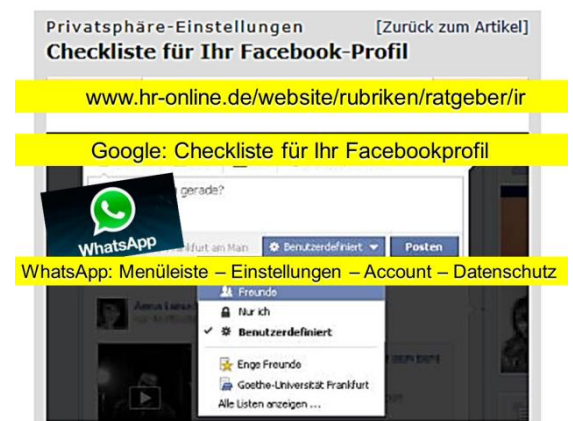 Privatsphäre-Einstellungen [Zurück zum Artikel]
Checkliste für Ihr Facebook-Profil
www.hr-online.de/website/rubriken/ratgeber/ir
Google: Checkliste für Ihr Facebookprofil
gerade?
WhatsApp
am Main Benutzerdefiniert Posten
WhatsApp: Menüleiste – Einstellungen – Account – Datenschutz
Freunde
Nur ich
Benutzerdefiniert
Enge Freunde
Goethe-Universität Frankfurt
Alle Listen anzeigen ...